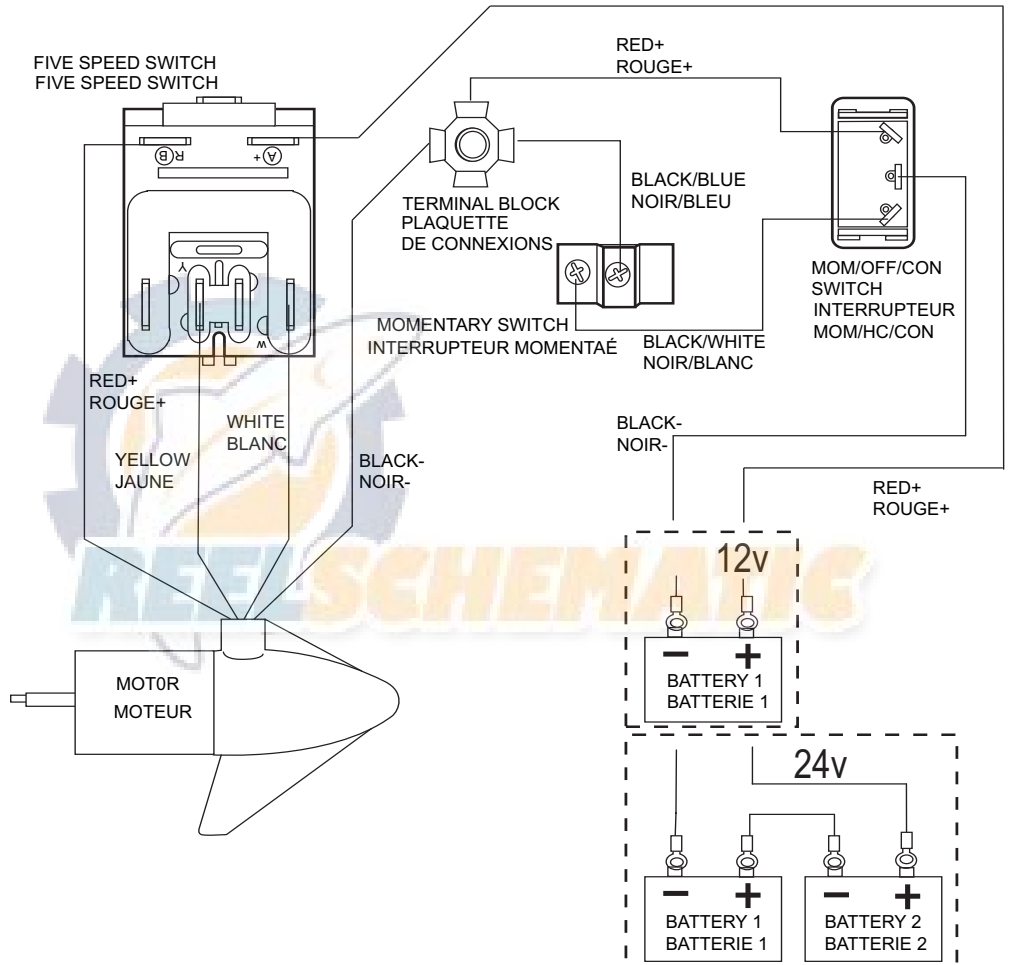 FIVE SPEED SWITCH
FIVE SPEED SWITCH
B R
+ A
Y
W
RED+
ROUGE+
TERMINAL BLOCK
PLAQUETTE
DE CONNEXIONS
BLACK/BLUE
NOIR/BLEU
MOM/OFF/CON
SWITCH
INTERRUPTEUR
MOM/HC/CON
MOMENTARY SWITCH
INTERRUPTEUR MOMENTAÉ
BLACK/WHITE
NOIR/BLANC
RED+
ROUGE+
WHITE
BLANC
YELLOW
JAUNE
BLACK-
NOIR-
BLACK-
NOIR-
RED+
ROUGE+
REELSCHEMATIC
MOT0R
MOTEUR
12v
− +
BATTERY 1
BATTERIE 1
24v
− +
BATTERY 1
BATTERIE 1
− +
BATTERY 2
BATTERIE 2